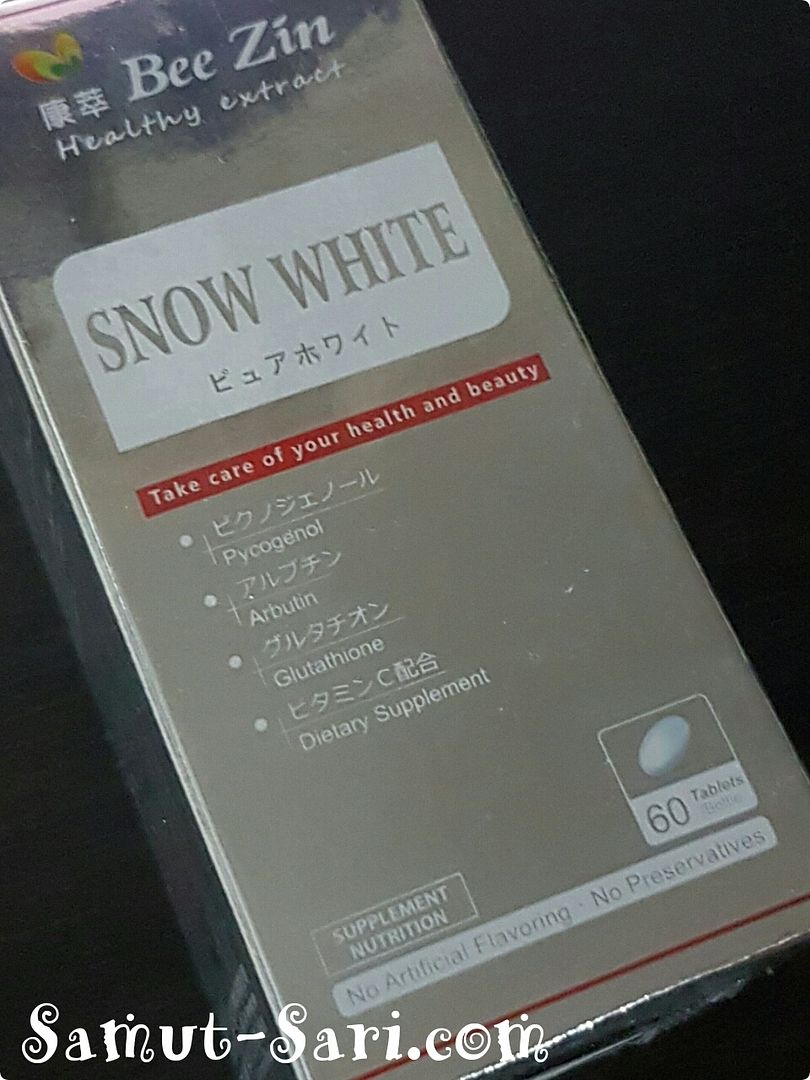 康萃 Bee Zin
Healthy extract
SNOW WHITE
ピュアホワイト
Take care of your health and beauty
ピクノジェノール
Pycogenol
アルブチン
Arbutin
グルタチオン
Glutathione
ビタミンC配合
Dietary Supplement
60 Tablets
Bottle
SUPPLEMENT
NUTRITION
No Artificial Flavoring · No Preservatives
Samut-Sari.com